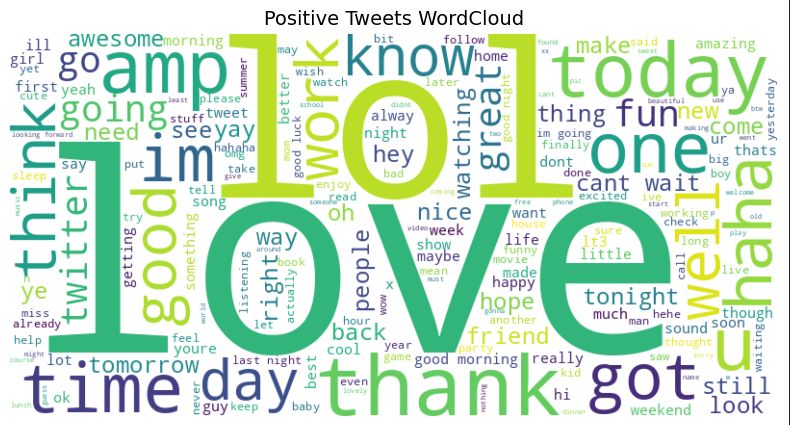 Positive Tweets WordCloud
awesome
morning
ill
girl
yet
go
amp
first
yeah
stuff
please
cute
going
need
see
yay
tweet
summer
least
looking forward
hahaha
omg
take
give
think
say
put
im
sleep
twitter
getting
try
good
something
tell
song
ye
miss
already
help
feel
youre
lol
work
may
wish
better
mom
good luck
school
enjoy
read
oh
bit
watch
know
follow
home
later
alway
night
hey
bad
didnt
watching
great
good night
two
xx
found
cant
im going
finally
dont
done
thing
make
said
sweet
pic
today
amazing
fun
new
beautiful
use
btw
making
went
ya
yesterday
come
ur
thats
one
big
boy
sun
welcome
cant wait
excited
ive
start
love
way
right
listening
around
book
actually
let
world
music
people
x
wow
video
nice
week
show
maybe
mean
must
coming
someone
want
free
phone
house
life
funny
movie
made
happy
gonna
hope
another
sure
lt3
little
working
check
long
well
call
live
old
play
haha
tonight
much
man
hehe
though
sound
soon
thought
sorry
waiting
u
back
hour
year
cool
game
friend
party
good morning
really
saw
kid
hi
even
lovely
nothing
dinner
name
might
course
lot
tomorrow
last night
best
time
day
never
guy
keep
baby
ok
lunch
guess
thank
got
still
look
weekend